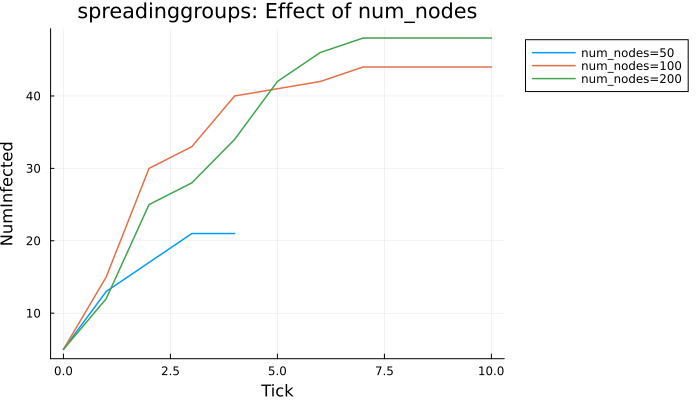 spreadinggroups: Effect of num_nodes
num_nodes=50
num_nodes=100
num_nodes=200
NumInfected
40
30
20
10
0.0
2.5
5.0
7.5
10.0
Tick